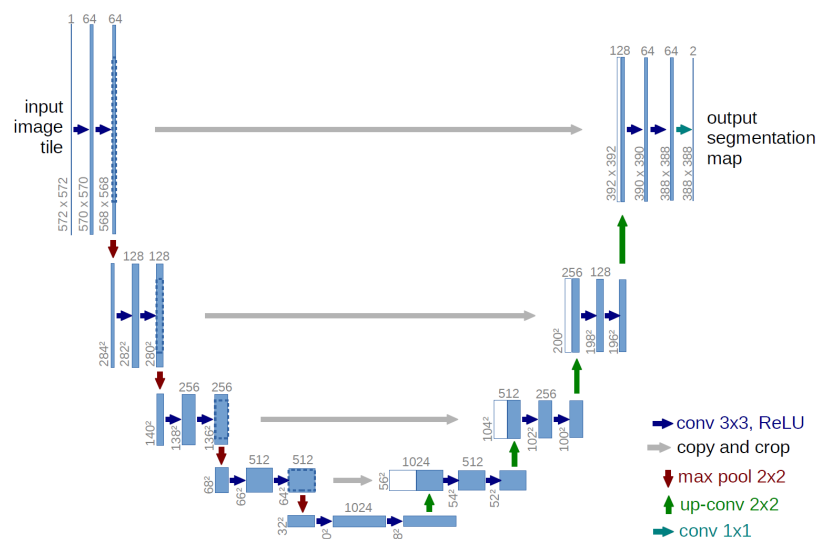 1 64 64
input
image
tile
572 x 572
570 x 570
568 x 568
128 64 64 2
output
segmentation
map
392 x 392
390 x 390
388 x 388
388 x 388
128 128
284²
282²
280²
256 128
200²
198²
196²
256 256
140²
138²
136²
512 256
104²
102²
100²
512 512
68²
66²
64²
1024 512
56²
54²
52²
1024
32²
0²
8²
conv 3x3, ReLU
copy and crop
max pool 2x2
up-conv 2x2
conv 1x1